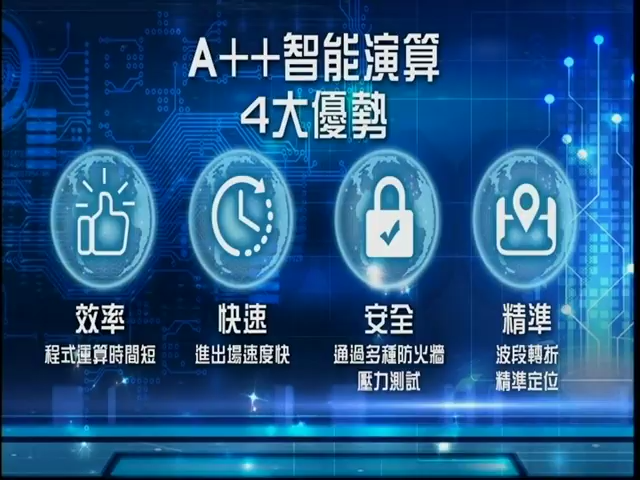 A++智能演算
4大優勢
效率
程式運算時間短
快速
進出場速度快
安全
通過多種防火牆
壓力測試
精準
波段轉折
精準定位